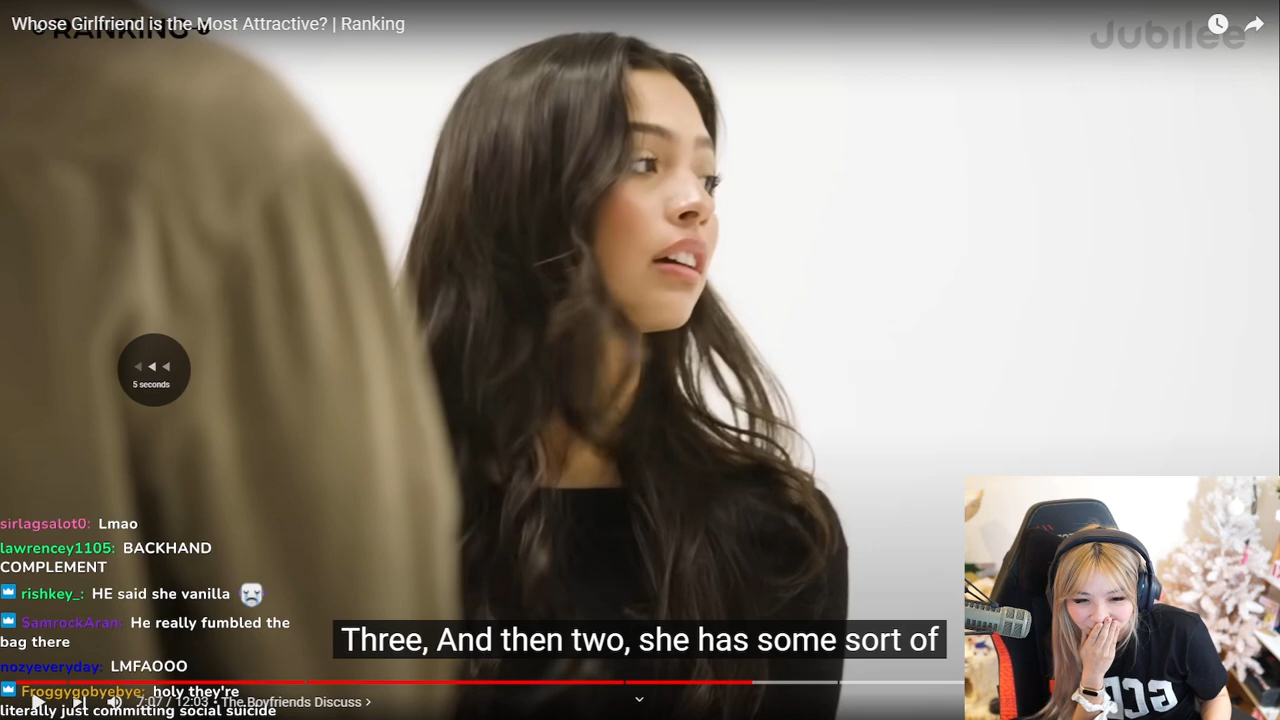 Whose Girlfriend is the Most Attractive? | Ranking
RANKING
Jubilee
5 seconds
sirlagsalot0: Lmao
lawrencey1105: BACKHAND
COMPLEMENT
rishkey_: HE said she vanilla
SamrockAran: He really fumbled the
bag there
nozyeveryday: LMFAOOO
Froggygobyebye: holy they're
literally just committing social suicide
Three, And then two, she has some sort of
7:07 / 12:03 • The Boyfriends Discuss >